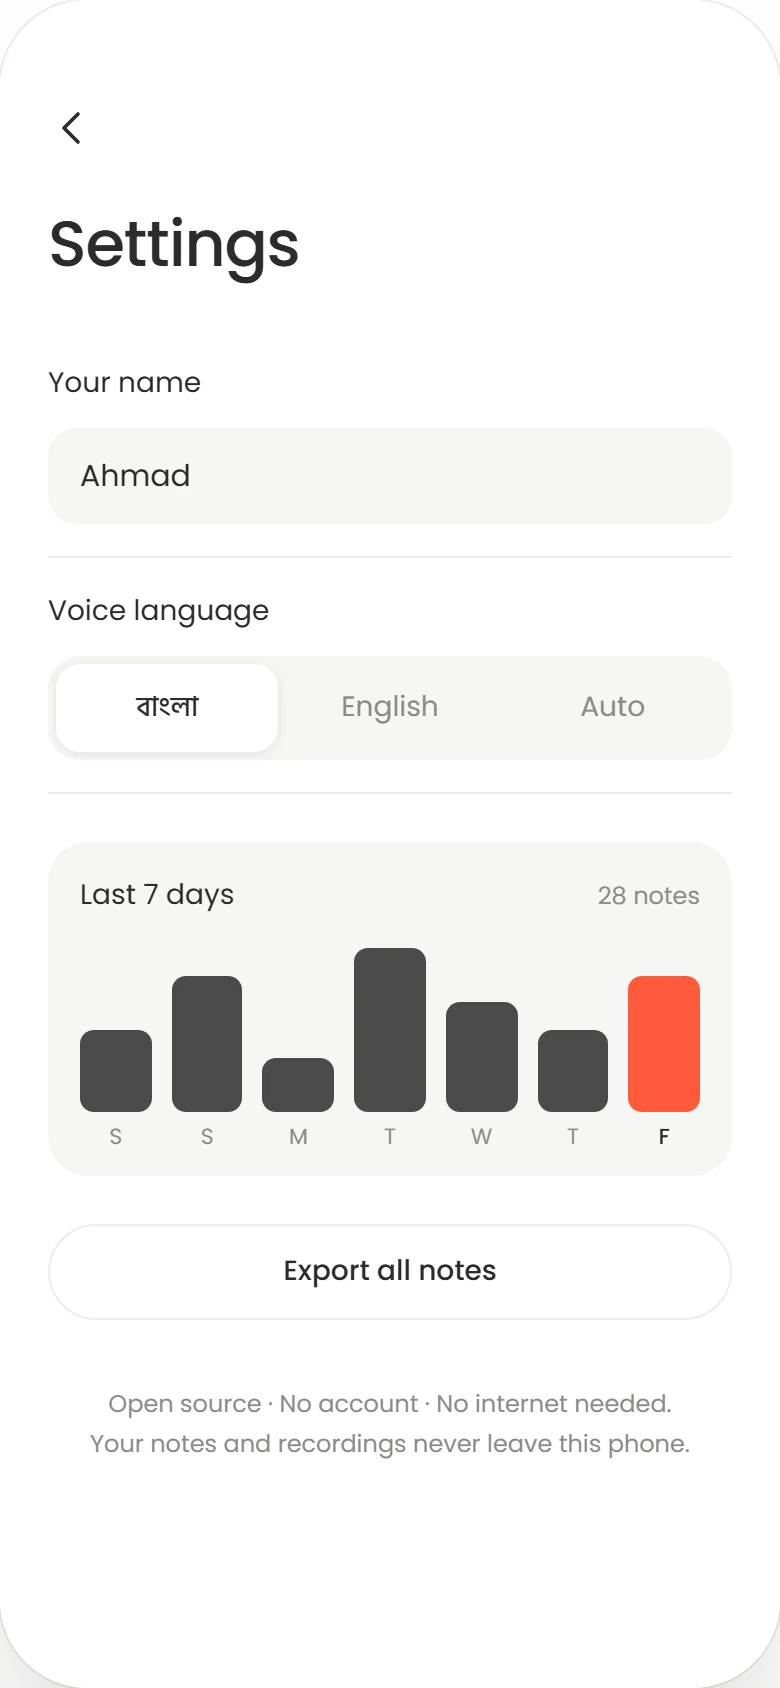 Settings
Your name
Ahmad
Voice language
বাংলা English Auto
Last 7 days 28 notes
S S M T W T F
Export all notes
Open source · No account · No internet needed.
Your notes and recordings never leave this phone.